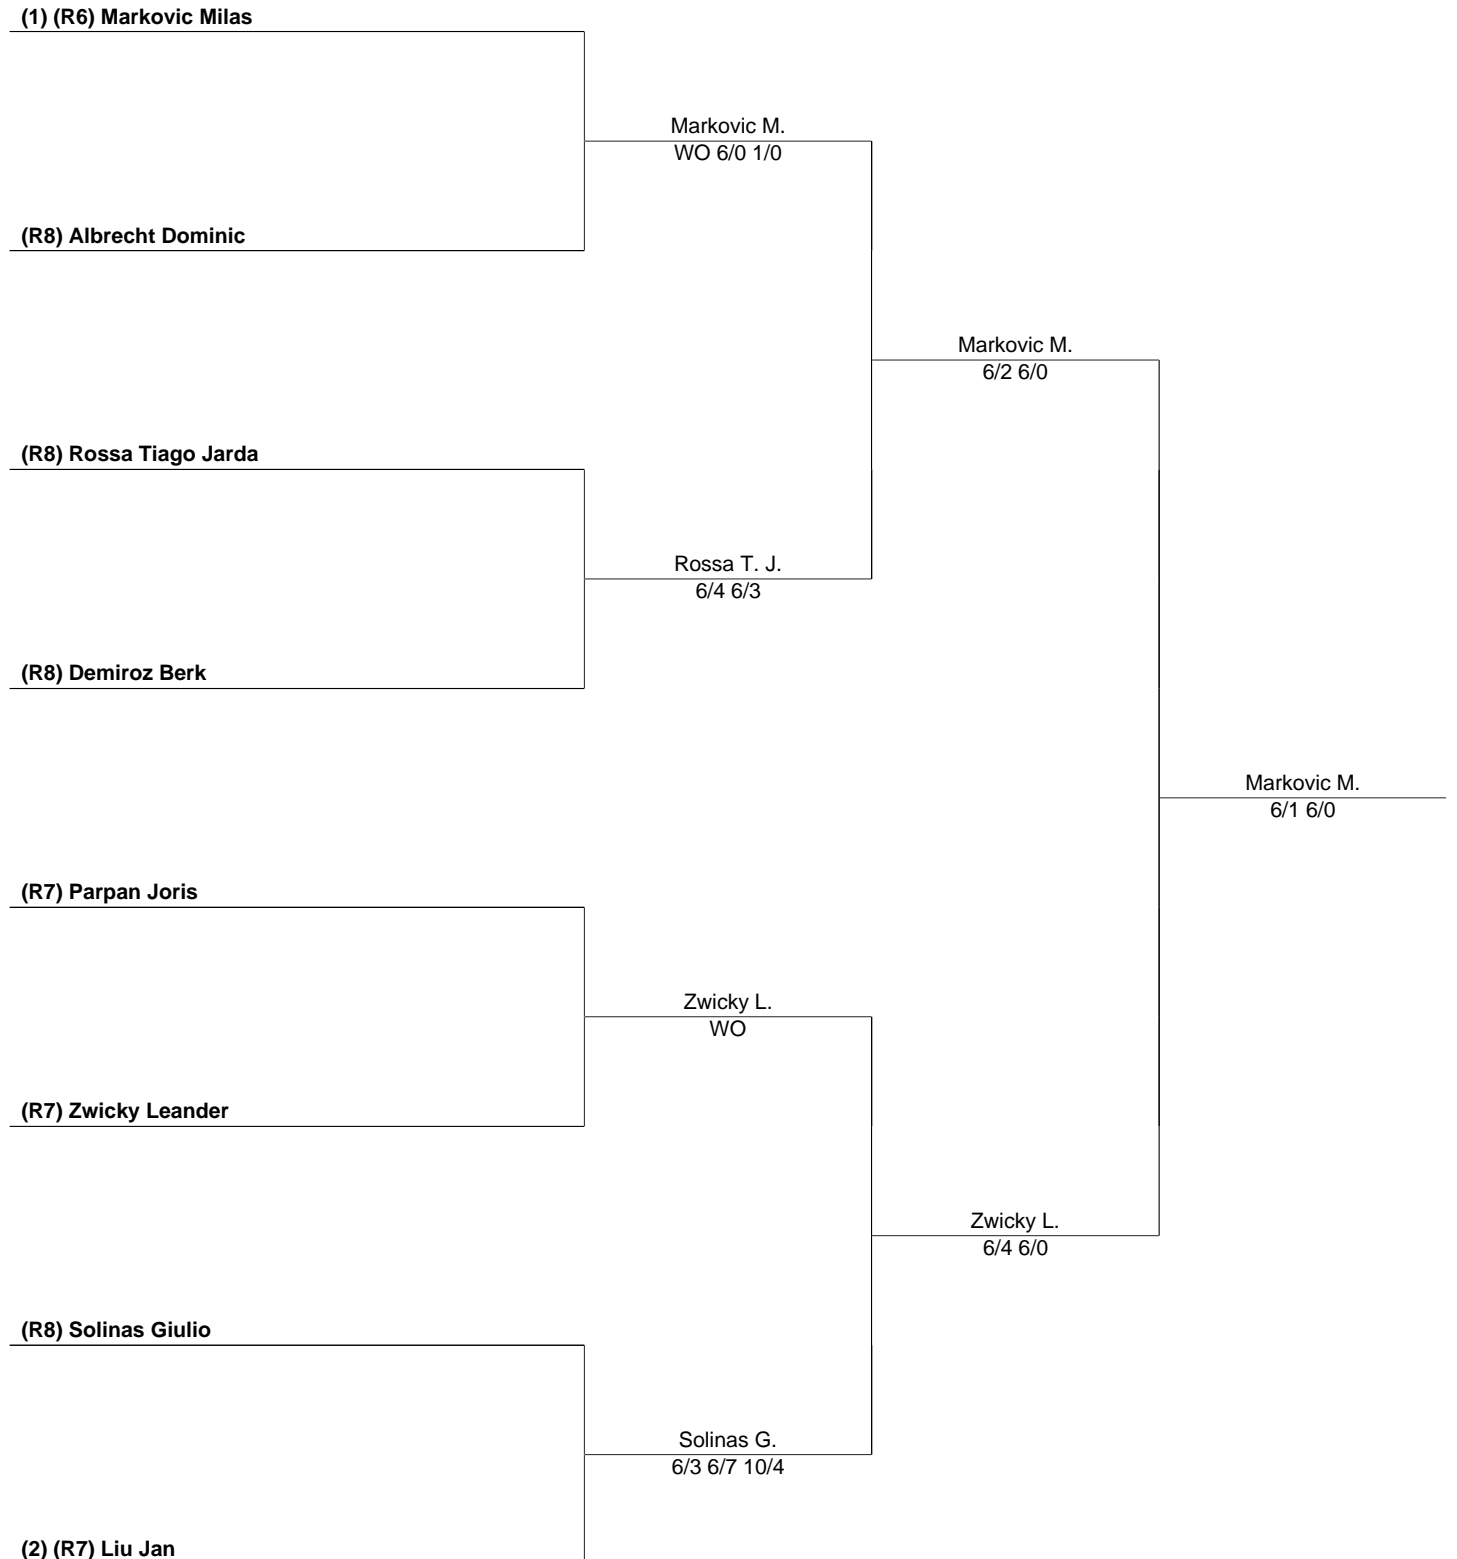 (1) (R6) Markovic Milas
Markovic M.
WO 6/0 1/0
(R8) Albrecht Dominic
Markovic M.
6/2 6/0
(R8) Rossa Tiago Jarda
Rossa T. J.
6/4 6/3
(R8) Demiroz Berk
Markovic M.
6/1 6/0
(R7) Parpan Joris
Zwicky L.
WO
(R7) Zwicky Leander
Zwicky L.
6/4 6/0
(R8) Solinas Giulio
Solinas G.
6/3 6/7 10/4
(2) (R7) Liu Jan